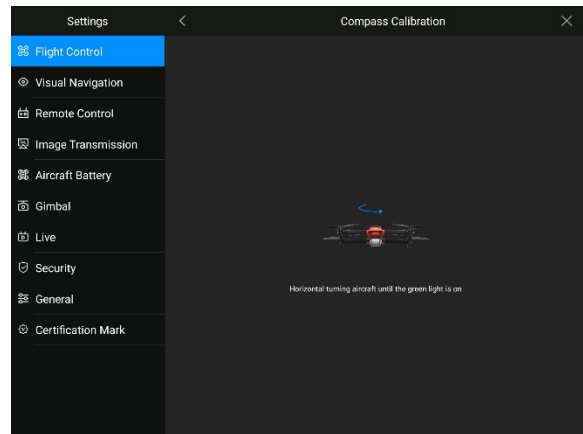 Settings
Compass Calibration
Flight Control
Visual Navigation
Remote Control
Image Transmission
Aircraft Battery
Gimbal
Live
Security
General
Certification Mark
Horizontal turning aircraft until the green light is on